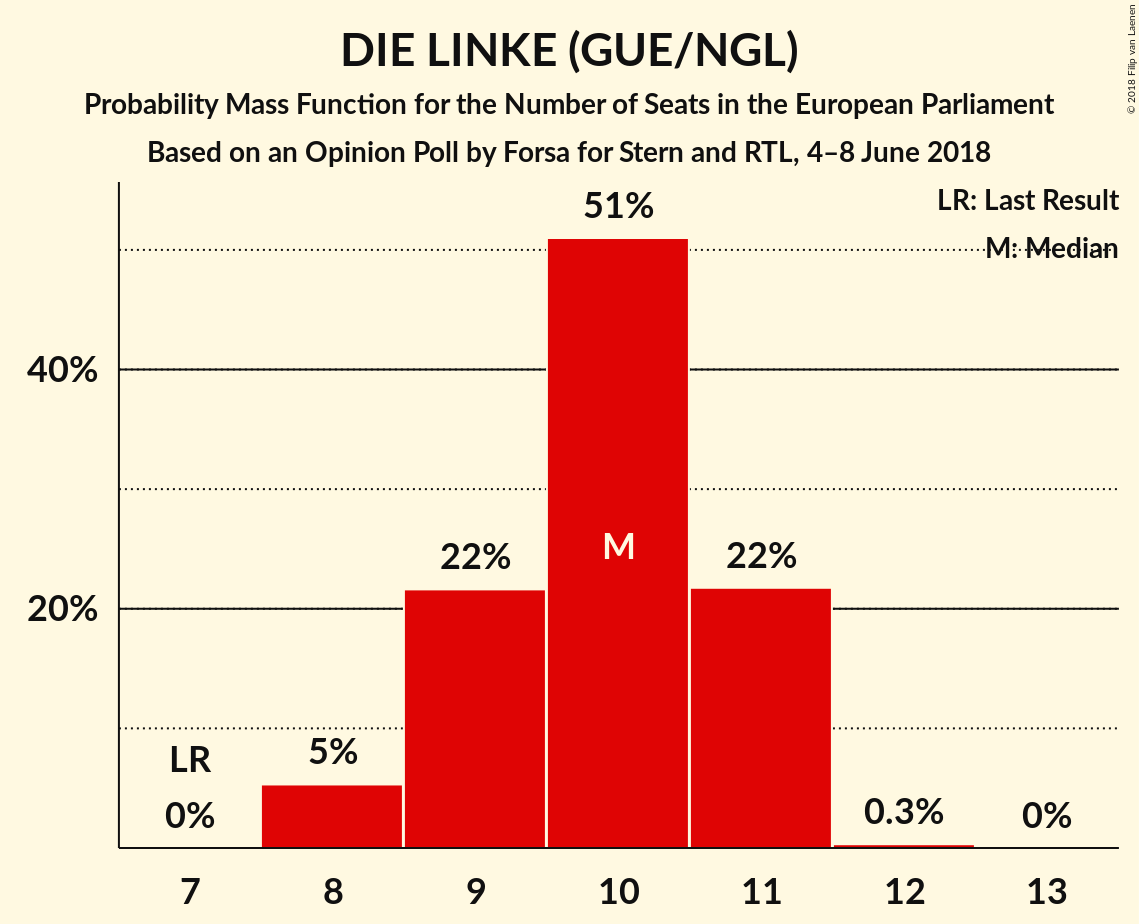 DIE LINKE (GUE/NGL)
Probability Mass Function for the Number of Seats in the European Parliament
Based on an Opinion Poll by Forsa for Stern and RTL, 4–8 June 2018
© 2018 Filip van Laenen
LR: Last Result
M: Median
51%
40%
M
22%
22%
20%
LR
5%
0%
0.3%
0%
7 8 9 10 11 12 13